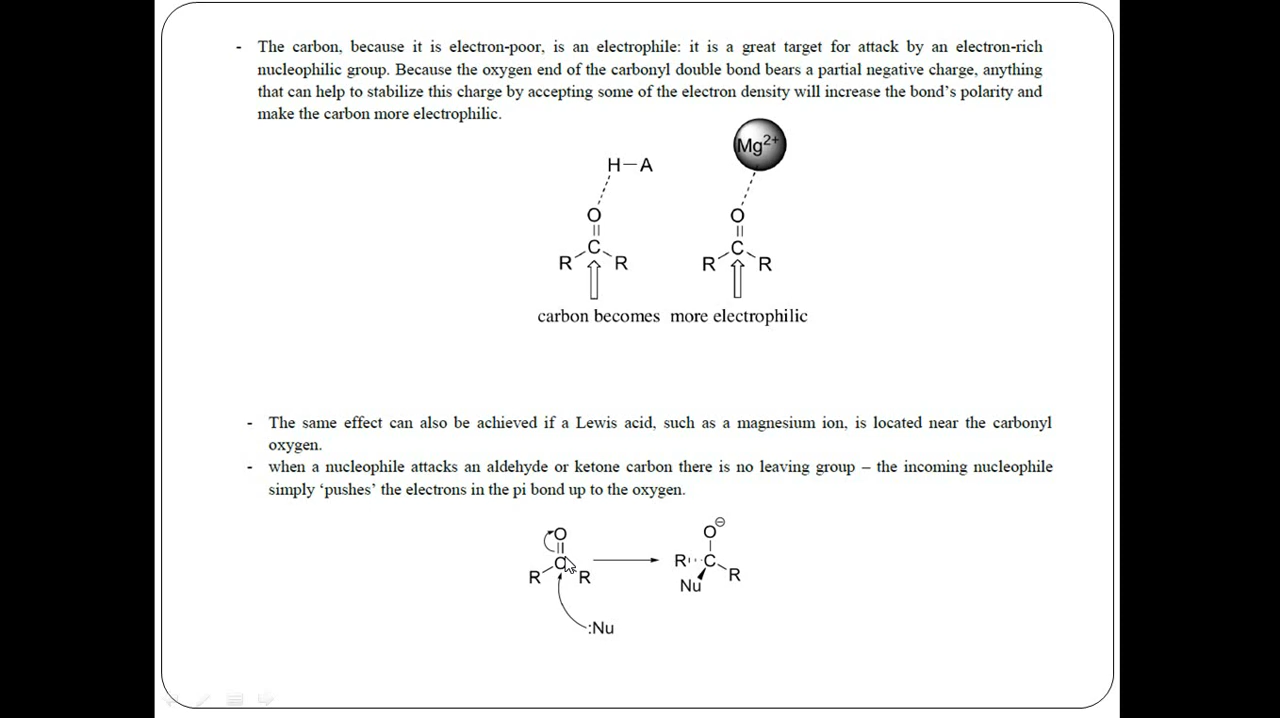 - The carbon, because it is electron-poor, is an electrophile: it is a great target for attack by an electron-rich
nucleophilic group. Because the oxygen end of the carbonyl double bond bears a partial negative charge, anything
that can help to stabilize this charge by accepting some of the electron density will increase the bond's polarity and
make the carbon more electrophilic.
Mg2+
H—A
O O
C C
R R R R
carbon becomes more electrophilic
- The same effect can also be achieved if a Lewis acid, such as a magnesium ion, is located near the carbonyl
oxygen.
- when a nucleophile attacks an aldehyde or ketone carbon there is no leaving group – the incoming nucleophile
simply ‘pushes’ the electrons in the pi bond up to the oxygen.
O O⊖
C R C
R R R
Nu
:Nu